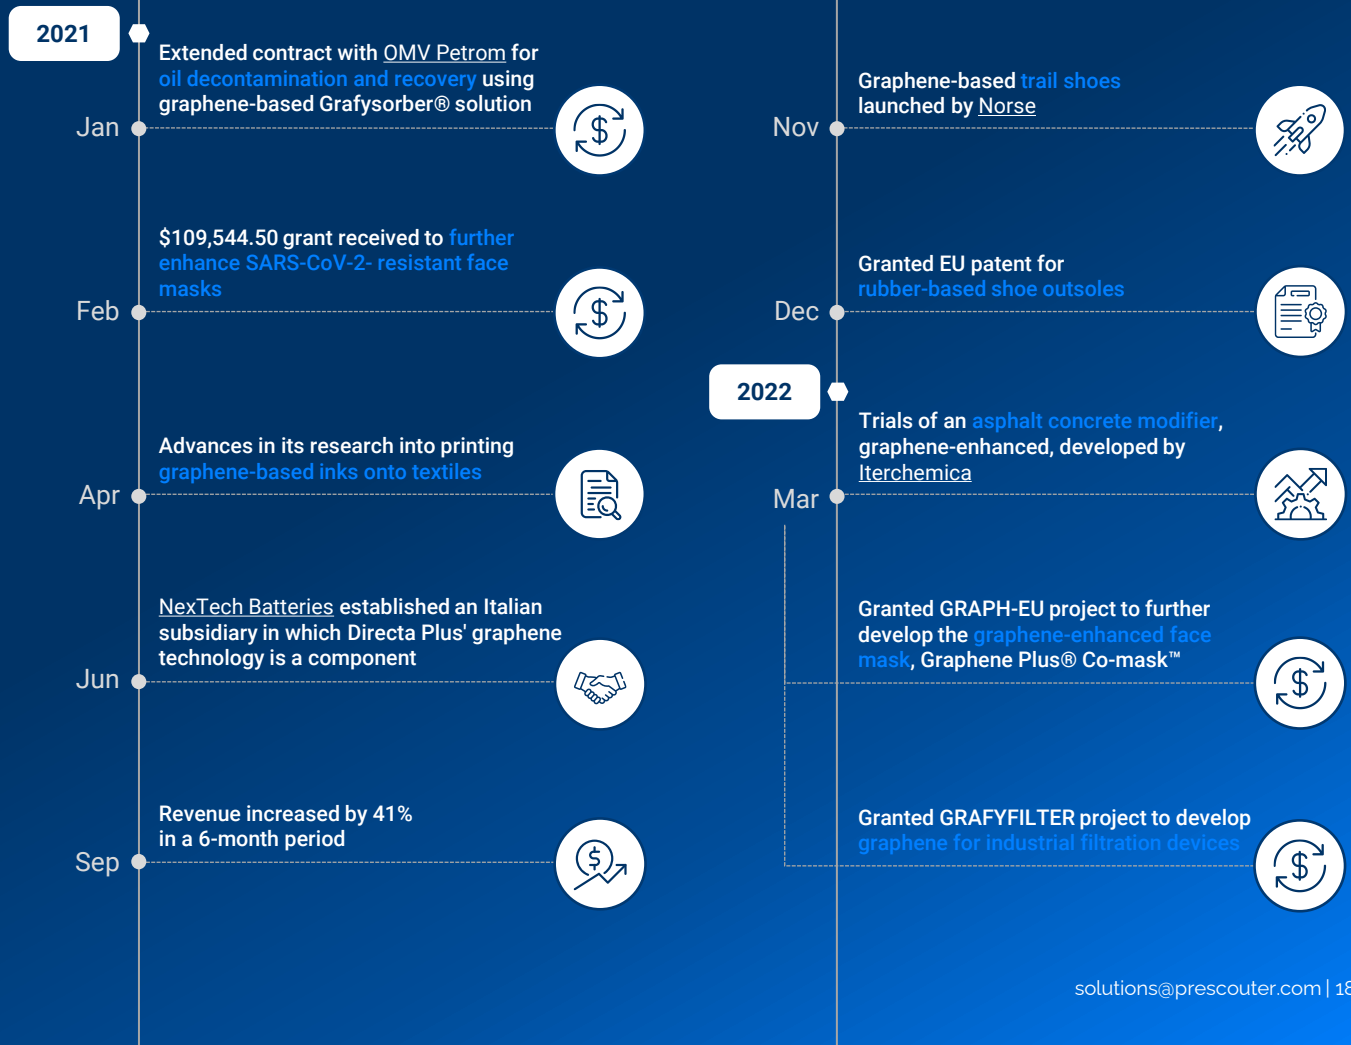 2021
Extended contract with OMV Petrom for
oil decontamination and recovery using
graphene-based Grafysorber® solution
Jan
$109,544.50 grant received to further
enhance SARS-CoV-2- resistant face
masks
Feb
Advances in its research into printing
graphene-based inks onto textiles
Apr
NexTech Batteries established an Italian
subsidiary in which Directa Plus' graphene
technology is a component
Jun
Revenue increased by 41%
in a 6-month period
Sep
Graphene-based trail shoes
launched by Norse
Nov
Granted EU patent for
rubber-based shoe outsoles
Dec
2022
Trials of an asphalt concrete modifier,
graphene-enhanced, developed by
Iterchemica
Mar
Granted GRAPH-EU project to further
develop the graphene-enhanced face
mask, Graphene Plus® Co-mask™
Granted GRAFYFILTER project to develop
graphene for industrial filtration devices
solutions@prescouter.com | 18